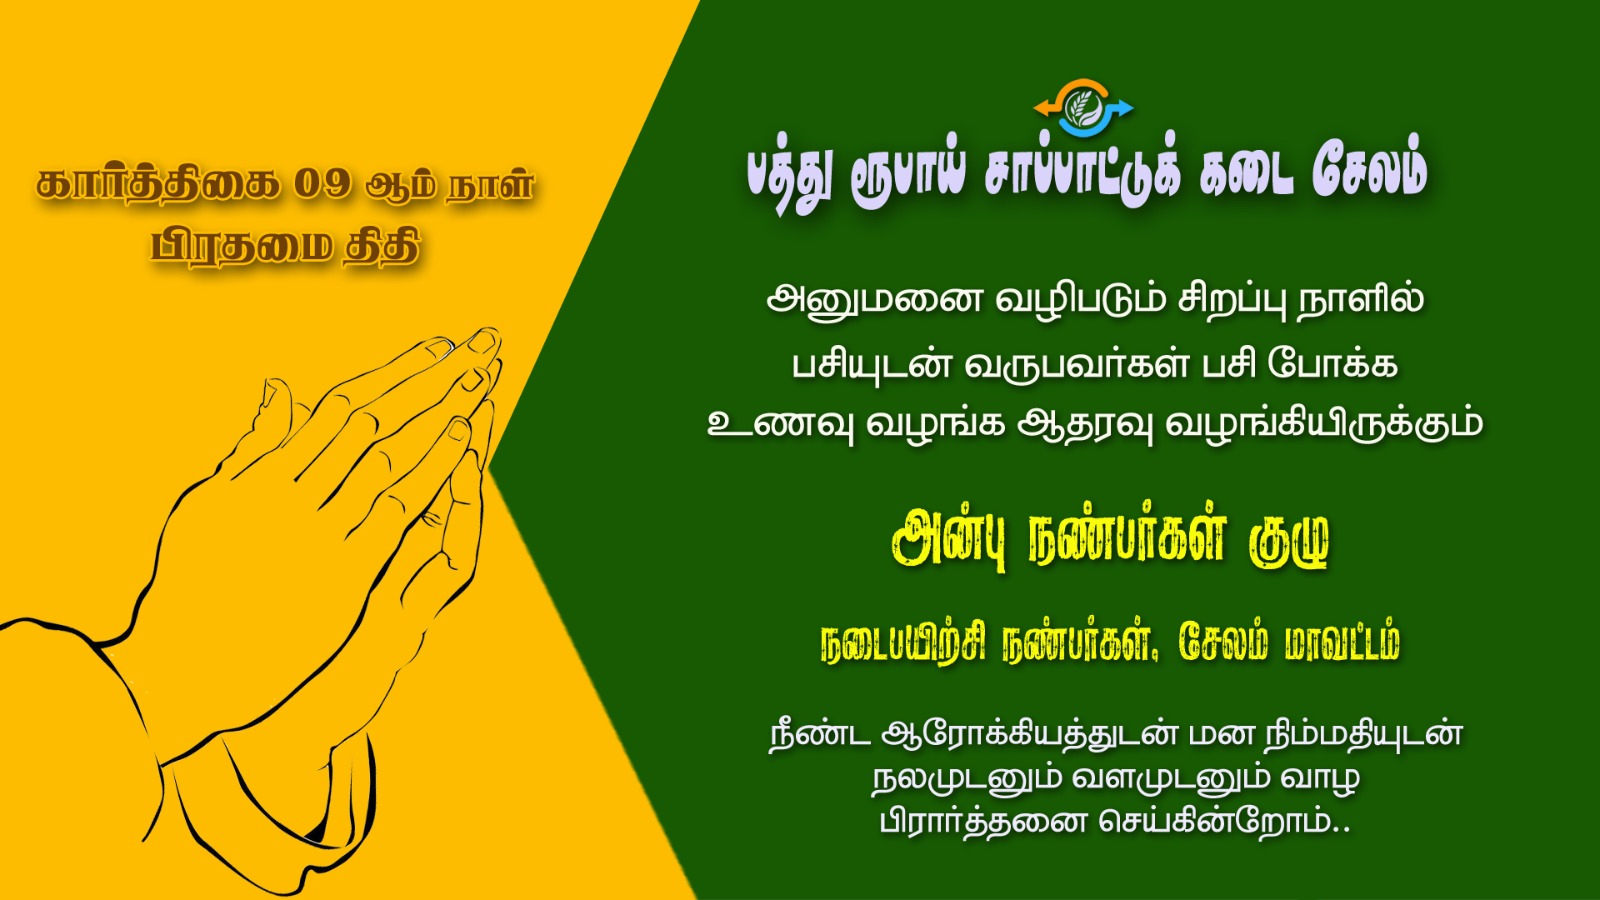 கார்த்திகை 09 ஆம் நாள்
பிரதமை திதி
பத்து ரூபாய் சாப்பாட்டுக் கடை சேலம்
அனுமனை வழிபடும் சிறப்பு நாளில்
பசியுடன் வருபவர்கள் பசி போக்க
உணவு வழங்க ஆதரவு வழங்கியிருக்கும்
அன்பு நண்பர்கள் குழு
நடைபயிற்சி நண்பர்கள், சேலம் மாவட்டம்
நீண்ட ஆரோக்கியத்துடன் மன நிம்மதியுடன்
நலமுடனும் வளமுடனும் வாழ
பிரார்த்தனை செய்கின்றோம்..